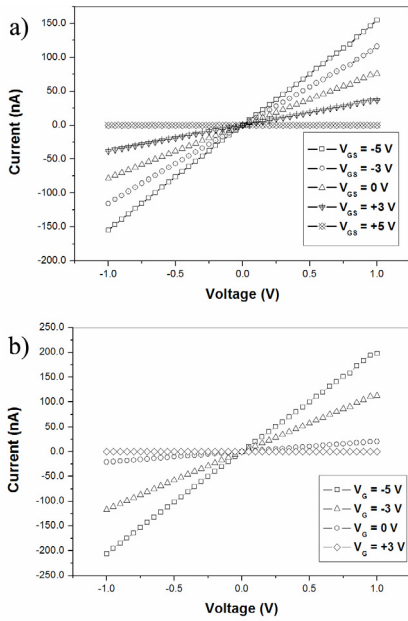 a)
150.0
100.0
50.0
0.0
-50.0
-100.0
-150.0
-200.0
Current (nA)
V_GS = -5 V
V_GS = -3 V
V_GS = 0 V
V_GS = +3 V
V_GS = +5 V
-1.0 -0.5 0.0 0.5 1.0
Voltage (V)
b)
250.0
200.0
150.0
100.0
50.0
0.0
-50.0
-100.0
-150.0
-200.0
-250.0
Current (nA)
V_G = -5 V
V_G = -3 V
V_G = 0 V
V_G = +3 V
-1.0 -0.5 0.0 0.5 1.0
Voltage (V)